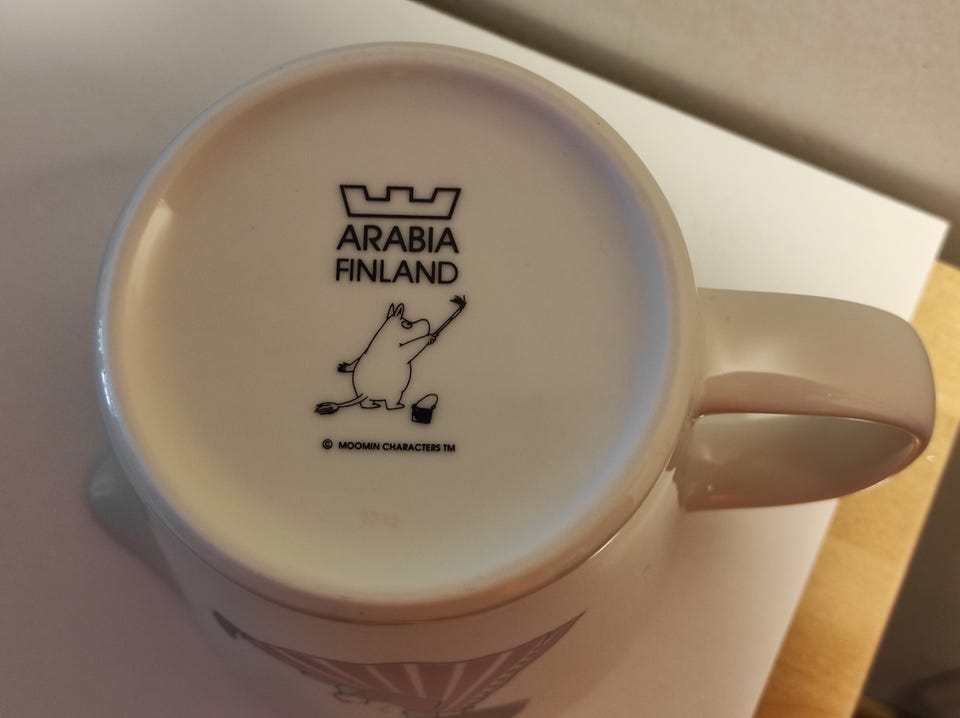 ARABIA
FINLAND
© MOOMIN CHARACTERS TM